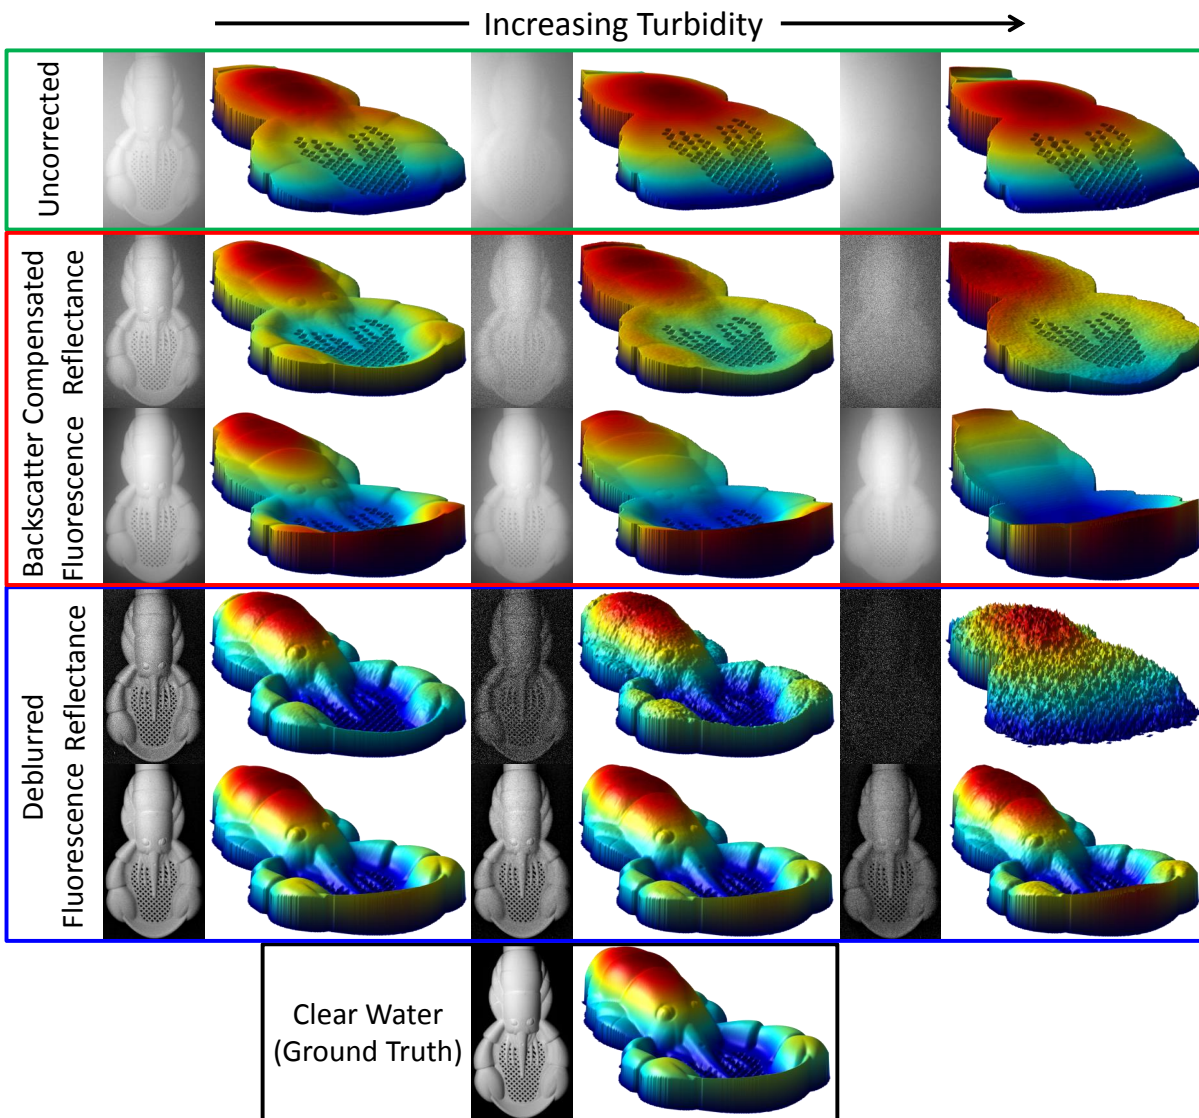 Increasing Turbidity
Uncorrected
Backscatter Compensated
Reflectance
Fluorescence
Deblurred
Reflectance
Fluorescence
Clear Water
(Ground Truth)